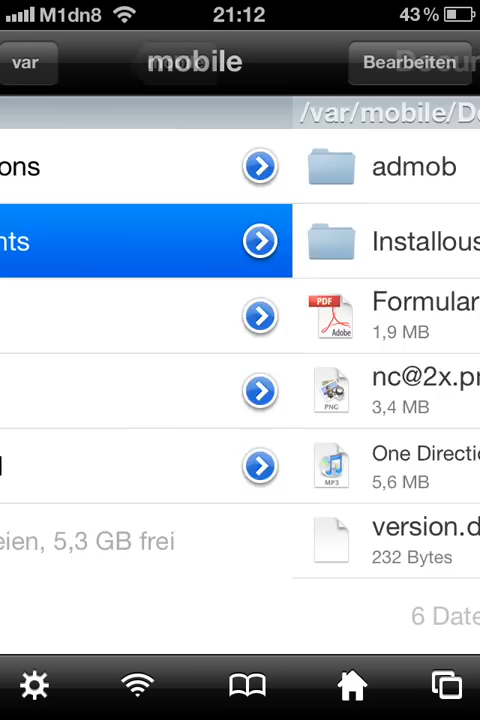 M1dn8 21:12 43 %
var mobile Bearbeiten
/var/mobile/D
ons
nts
eien, 5,3 GB frei
admob
Installous
Formular
1,9 MB
nc@2x.p
3,4 MB
One Directi
5,6 MB
version.d
232 Bytes
6 Date
PDF
Adobe
PNG
MP3